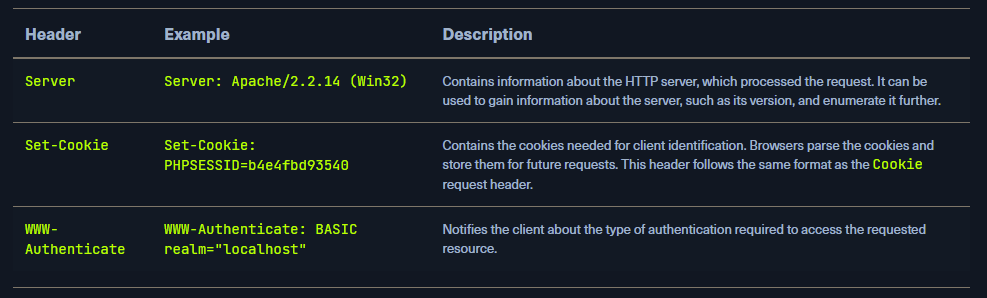 Header Example Description
Server Server: Apache/2.2.14 (Win32) Contains information about the HTTP server, which processed the request. It can be
used to gain information about the server, such as its version, and enumerate it further.
Set-Cookie Set-Cookie: Contains the cookies needed for client identification. Browsers parse the cookies and
PHPSESSID=b4e4fbd93540 store them for future requests. This header follows the same format as the Cookie
request header.
WWW- WWW-Authenticate: BASIC Notifies the client about the type of authentication required to access the requested
Authenticate realm="localhost" resource.